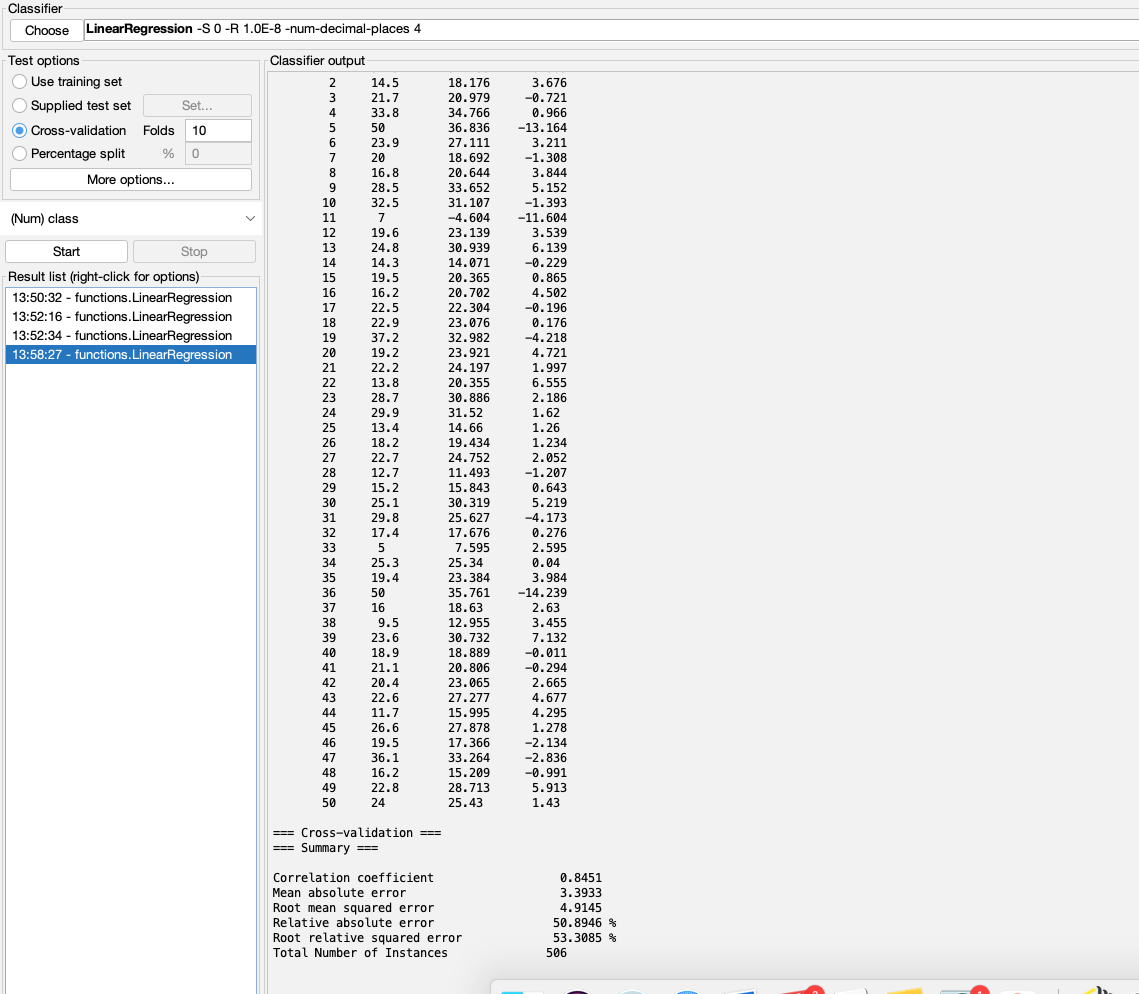 Classifier
Choose LinearRegression -S 0 -R 1.0E-8 -num-decimal-places 4
Test options
Use training set
Supplied test set Set...
Cross-validation Folds 10
Percentage split % 0
More options...
(Num) class
Start Stop
Result list (right-click for options)
13:50:32 - functions.LinearRegression
13:52:16 - functions.LinearRegression
13:52:34 - functions.LinearRegression
13:58:27 - functions.LinearRegression
Classifier output
2 14.5 18.176 3.676
3 21.7 20.979 -0.721
4 33.8 34.766 0.966
5 50 36.836 -13.164
6 23.9 27.111 3.211
7 20 18.692 -1.308
8 16.8 20.644 3.844
9 28.5 33.652 5.152
10 32.5 31.107 -1.393
11 7 -4.604 -11.604
12 19.6 23.139 3.539
13 24.8 30.939 6.139
14 14.3 14.071 -0.229
15 19.5 20.365 0.865
16 16.2 20.702 4.502
17 22.5 22.304 -0.196
18 22.9 23.076 0.176
19 37.2 32.982 -4.218
20 19.2 23.921 4.721
21 22.2 24.197 1.997
22 13.8 20.355 6.555
23 28.7 30.886 2.186
24 29.9 31.52 1.62
25 13.4 14.66 1.26
26 18.2 19.434 1.234
27 22.7 24.752 2.052
28 12.7 11.493 -1.207
29 15.2 15.843 0.643
30 25.1 30.319 5.219
31 29.8 25.627 -4.173
32 17.4 17.676 0.276
33 5 7.595 2.595
34 25.3 25.34 0.04
35 19.4 23.384 3.984
36 50 35.761 -14.239
37 16 18.63 2.63
38 9.5 12.955 3.455
39 23.6 30.732 7.132
40 18.9 18.889 -0.011
41 21.1 20.806 -0.294
42 20.4 23.065 2.665
43 22.6 27.277 4.677
44 11.7 15.995 4.295
45 26.6 27.878 1.278
46 19.5 17.366 -2.134
47 36.1 33.264 -2.836
48 16.2 15.209 -0.991
49 22.8 28.713 5.913
50 24 25.43 1.43
=== Cross-validation ===
=== Summary ===
Correlation coefficient 0.8451
Mean absolute error 3.3933
Root mean squared error 4.9145
Relative absolute error 50.8946 %
Root relative squared error 53.3085 %
Total Number of Instances 506